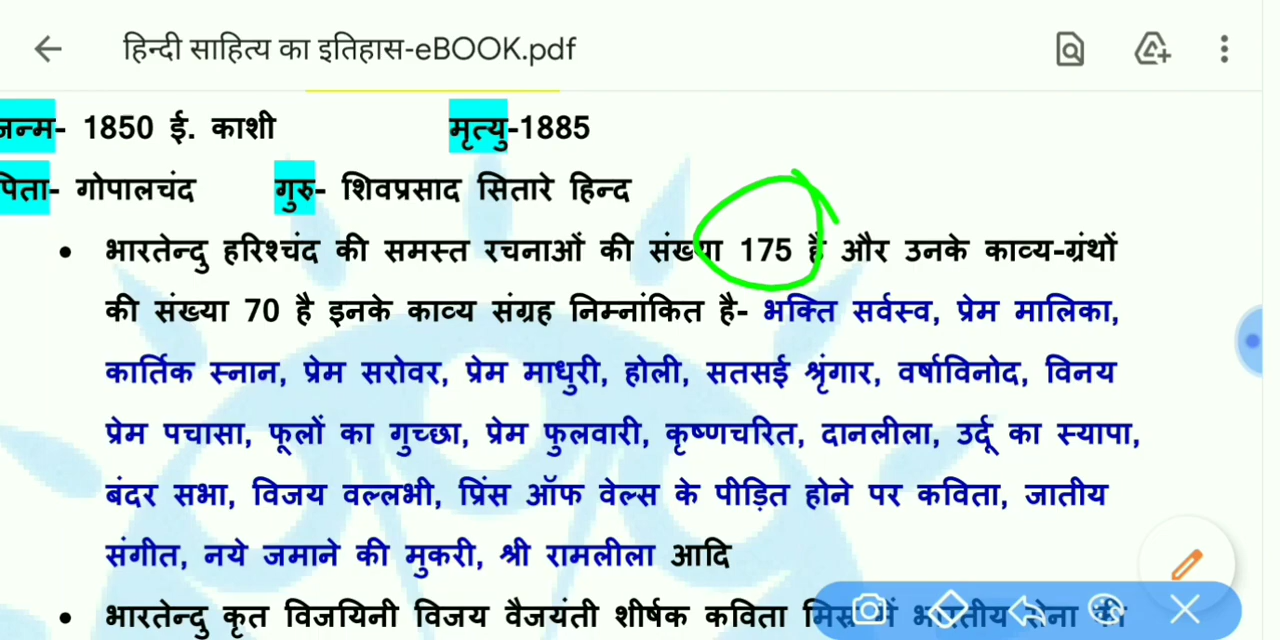 हिन्दी साहित्य का इतिहास-eBOOK.pdf
जन्म- 1850 ई. काशी मृत्यु-1885
पिता- गोपालचंद गुरु- शिवप्रसाद सितारे हिन्द
• भारतेन्दु हरिश्चंद की समस्त रचनाओं की संख्या 175 है और उनके काव्य-ग्रंथों
की संख्या 70 है इनके काव्य संग्रह निम्नांकित है- भक्ति सर्वस्व, प्रेम मालिका,
कार्तिक स्नान, प्रेम सरोवर, प्रेम माधुरी, होली, सतसई श्रृंगार, वर्षाविनोद, विनय
प्रेम पचासा, फूलों का गुच्छा, प्रेम फुलवारी, कृष्णचरित, दानलीला, उर्दू का स्यापा,
बंदर सभा, विजय वल्लभी, प्रिंस ऑफ वेल्स के पीड़ित होने पर कविता, जातीय
संगीत, नये जमाने की मुकरी, श्री रामलीला आदि
• भारतेन्दु कृत विजयिनी विजय वैजयंती शीर्षक कविता मिस्र में भारतीय सेना की